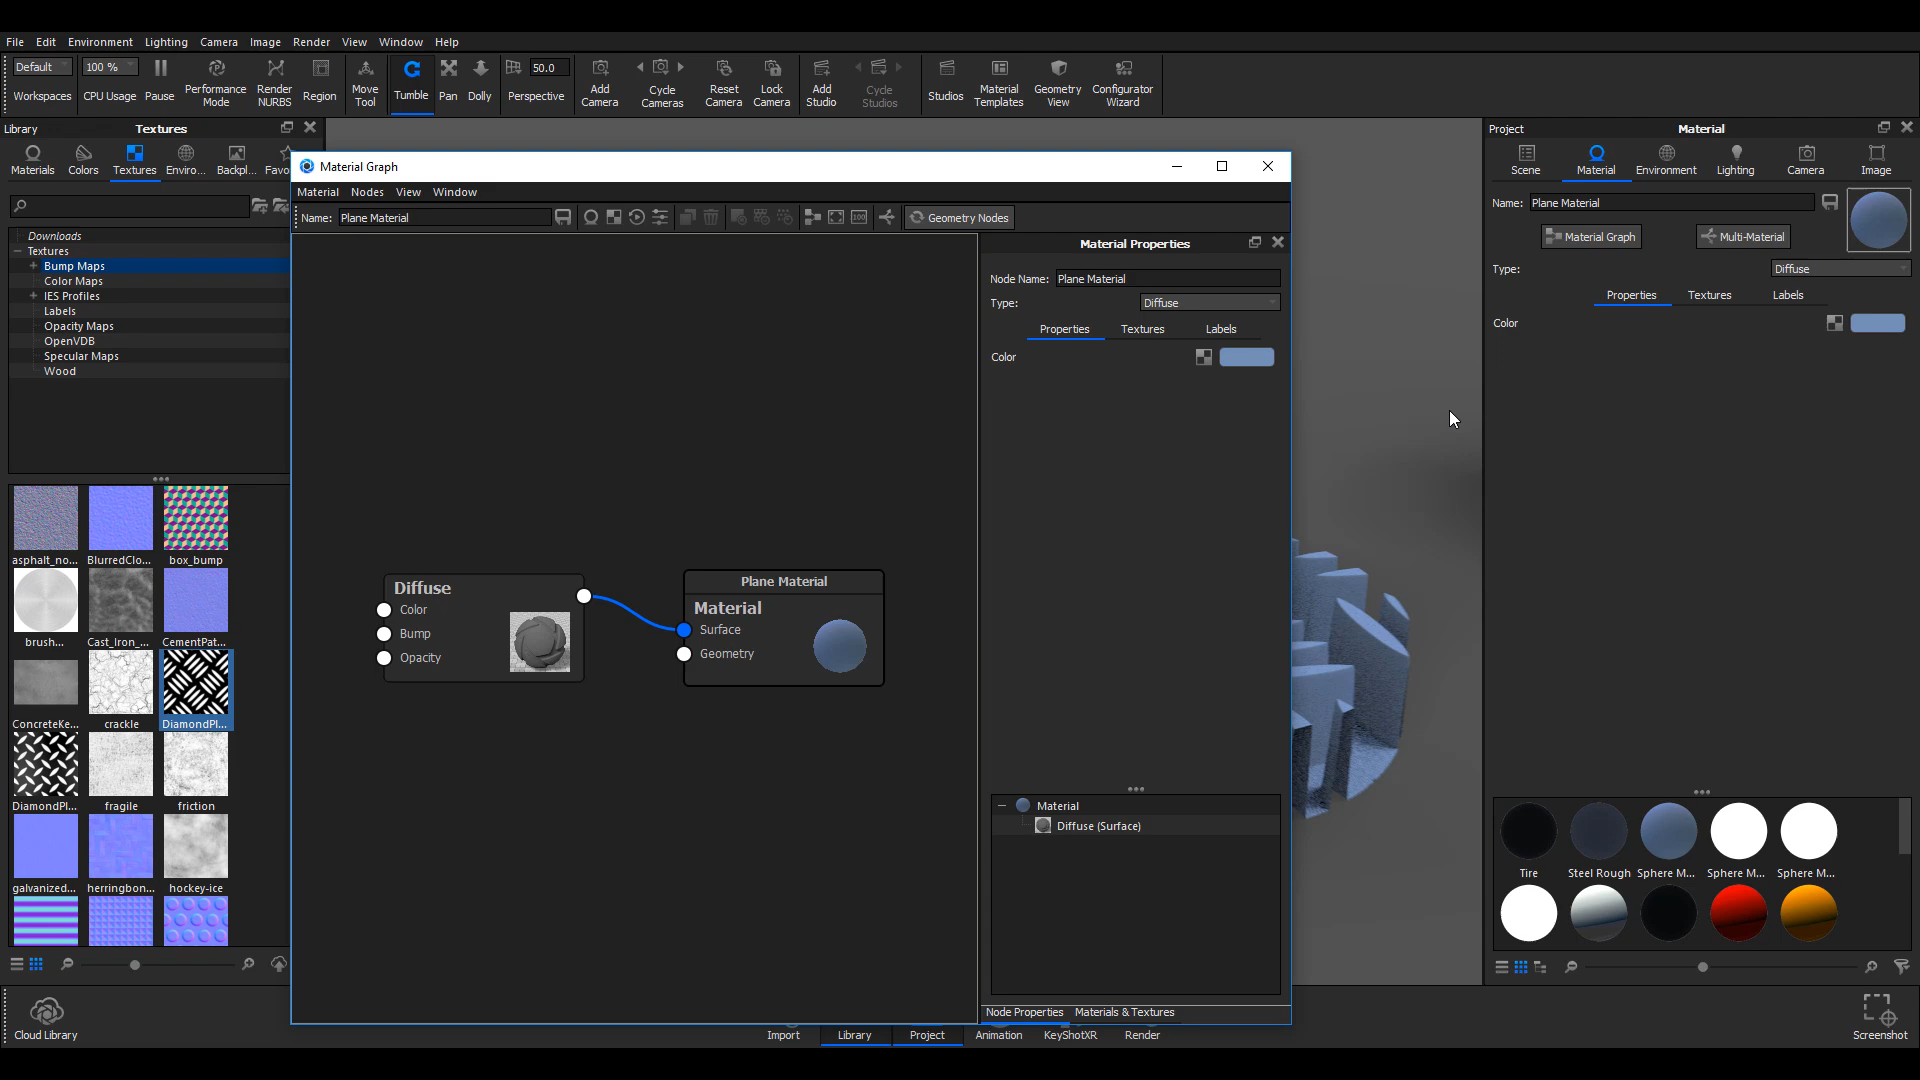 File Edit Environment Lighting Camera Image Render View Window Help
Default 100 % 50.0
Workspaces CPU Usage Pause Performance Mode Render NURBS Region Move Tool Tumble Pan Dolly Perspective Add Camera Cycle Cameras Reset Camera Lock Camera Add Studio Cycle Studios Studios Material Templates Geometry View Configurator Wizard
Library Textures
Materials Colors Textures Enviro... Backpl... Favo
Downloads
Textures
Bump Maps
Color Maps
IES Profiles
Labels
Opacity Maps
OpenVDB
Specular Maps
Wood
asphalt_no... BlurredClo... box_bump
brush... Cast_Iron_... CementPat...
ConcreteKe... crackle DiamondPl...
DiamondPl... fragile friction
galvanized... herringbon... hockey-ice
Cloud Library
Material Graph
Material Nodes View Window
Name: Plane Material 100 Geometry Nodes
Diffuse
Color
Bump
Opacity
Plane Material
Material
Surface
Geometry
Material Properties
Node Name: Plane Material
Type: Diffuse
Properties Textures Labels
Color
Material
Diffuse (Surface)
Node Properties Materials & Textures
Import Library Project Animation KeyShotXR Render
Project Material
Scene Material Environment Lighting Camera Image
Name: Plane Material
Material Graph Multi-Material
Type: Diffuse
Properties Textures Labels
Color
Tire Steel Rough Sphere M... Sphere M... Sphere M...
Screenshot